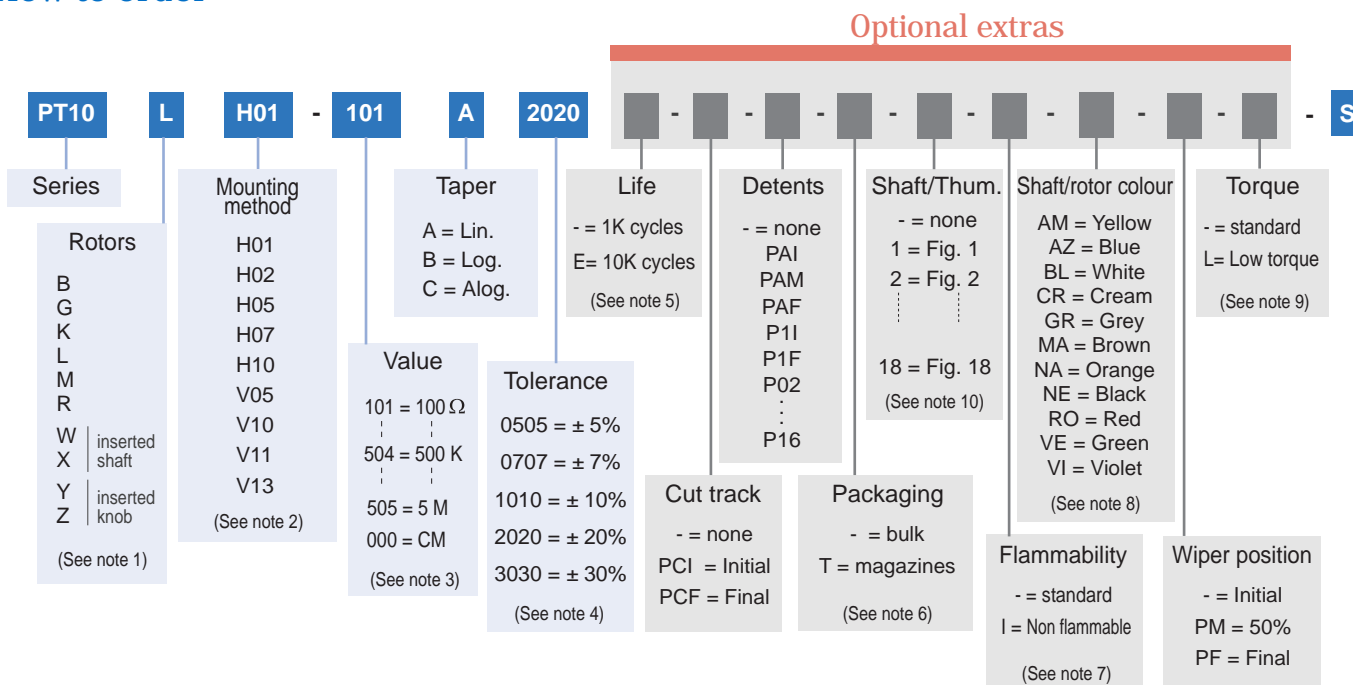 Optional extras
PT10 L H01 - 101 A 2020 - - - - - - - - - S
Series
Rotors
B
G
K
L
M
R
W
X
inserted
shaft
Y
Z
inserted
knob
(See note 1)
Mounting
method
H01
H02
H05
H07
H10
V05
V10
V11
V13
(See note 2)
Value
101 = 100 Ω
504 = 500 K
505 = 5 M
000 = CM
(See note 3)
Taper
A = Lin.
B = Log.
C = Alog.
Tolerance
0505 = ± 5%
0707 = ± 7%
1010 = ± 10%
2020 = ± 20%
3030 = ± 30%
(See note 4)
Life
- = 1K cycles
E= 10K cycles
(See note 5)
Cut track
- = none
PCI = Initial
PCF = Final
Detents
- = none
PAI
PAM
PAF
P1I
P1F
P02
:
:
P16
Packaging
- = bulk
T = magazines
(See note 6)
Shaft/Thum.
- = none
1 = Fig. 1
2 = Fig. 2
18 = Fig. 18
(See note 10)
Flammability
- = standard
I = Non flammable
(See note 7)
Shaft/rotor colour
AM = Yellow
AZ = Blue
BL = White
CR = Cream
GR = Grey
MA = Brown
NA = Orange
NE = Black
RO = Red
VE = Green
VI = Violet
(See note 8)
Wiper position
- = Initial
PM = 50%
PF = Final
Torque
- = standard
L= Low torque
(See note 9)